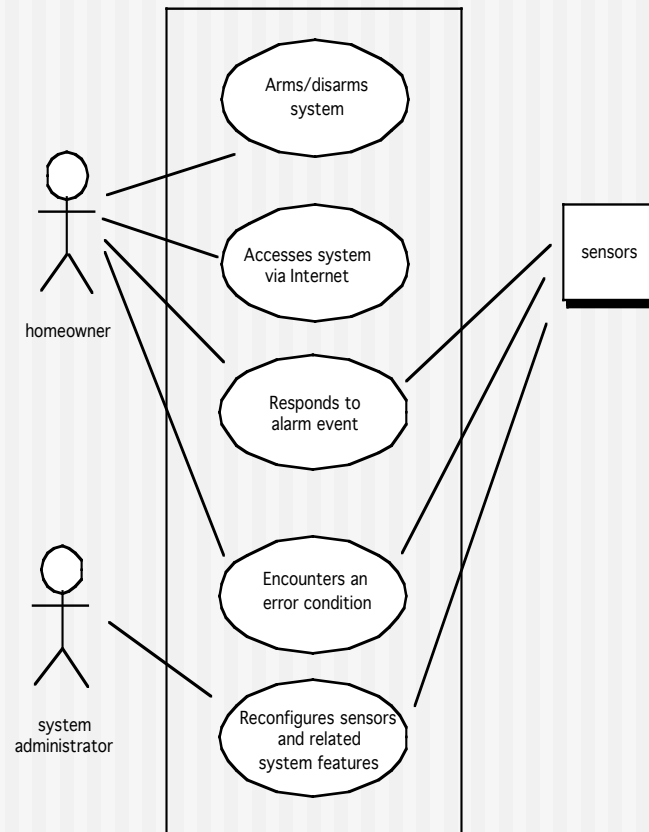 Arms/disarms
system
Accesses system
via Internet
sensors
homeowner
Responds to
alarm event
Encounters an
error condition
system
administrator
Reconfigures sensors
and related
system features